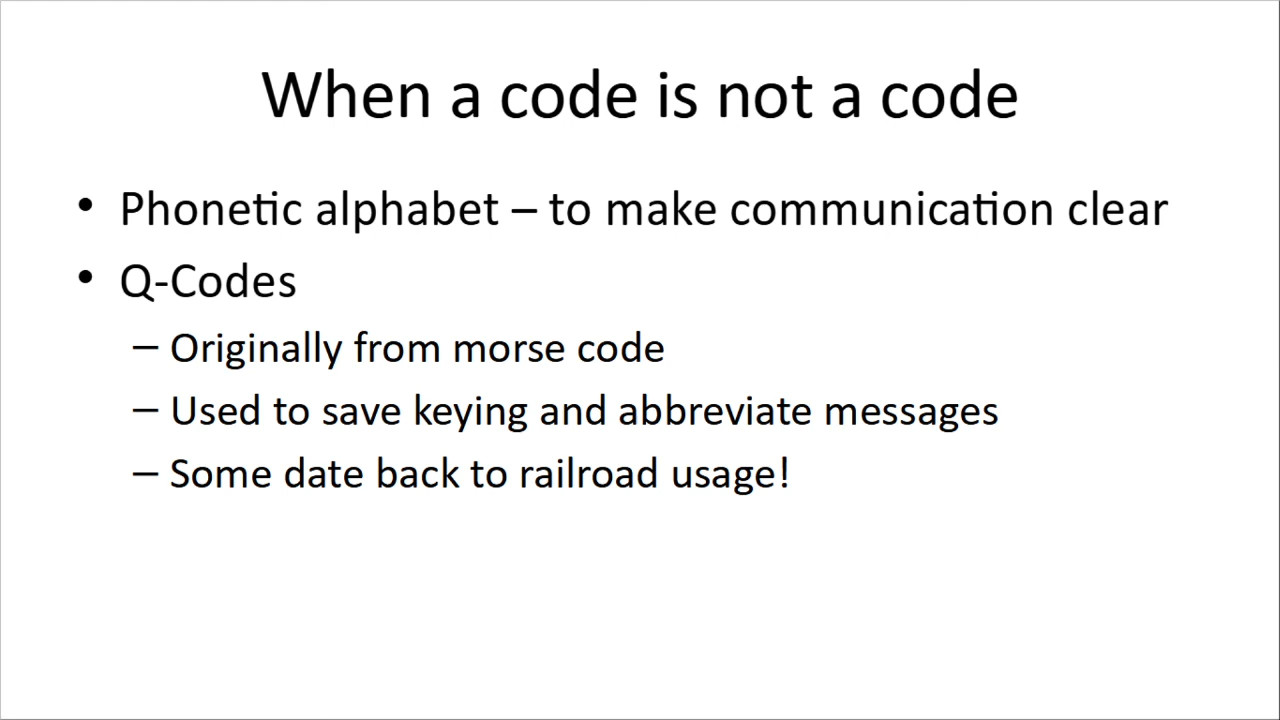 When a code is not a code
• Phonetic alphabet – to make communication clear
• Q-Codes
– Originally from morse code
– Used to save keying and abbreviate messages
– Some date back to railroad usage!